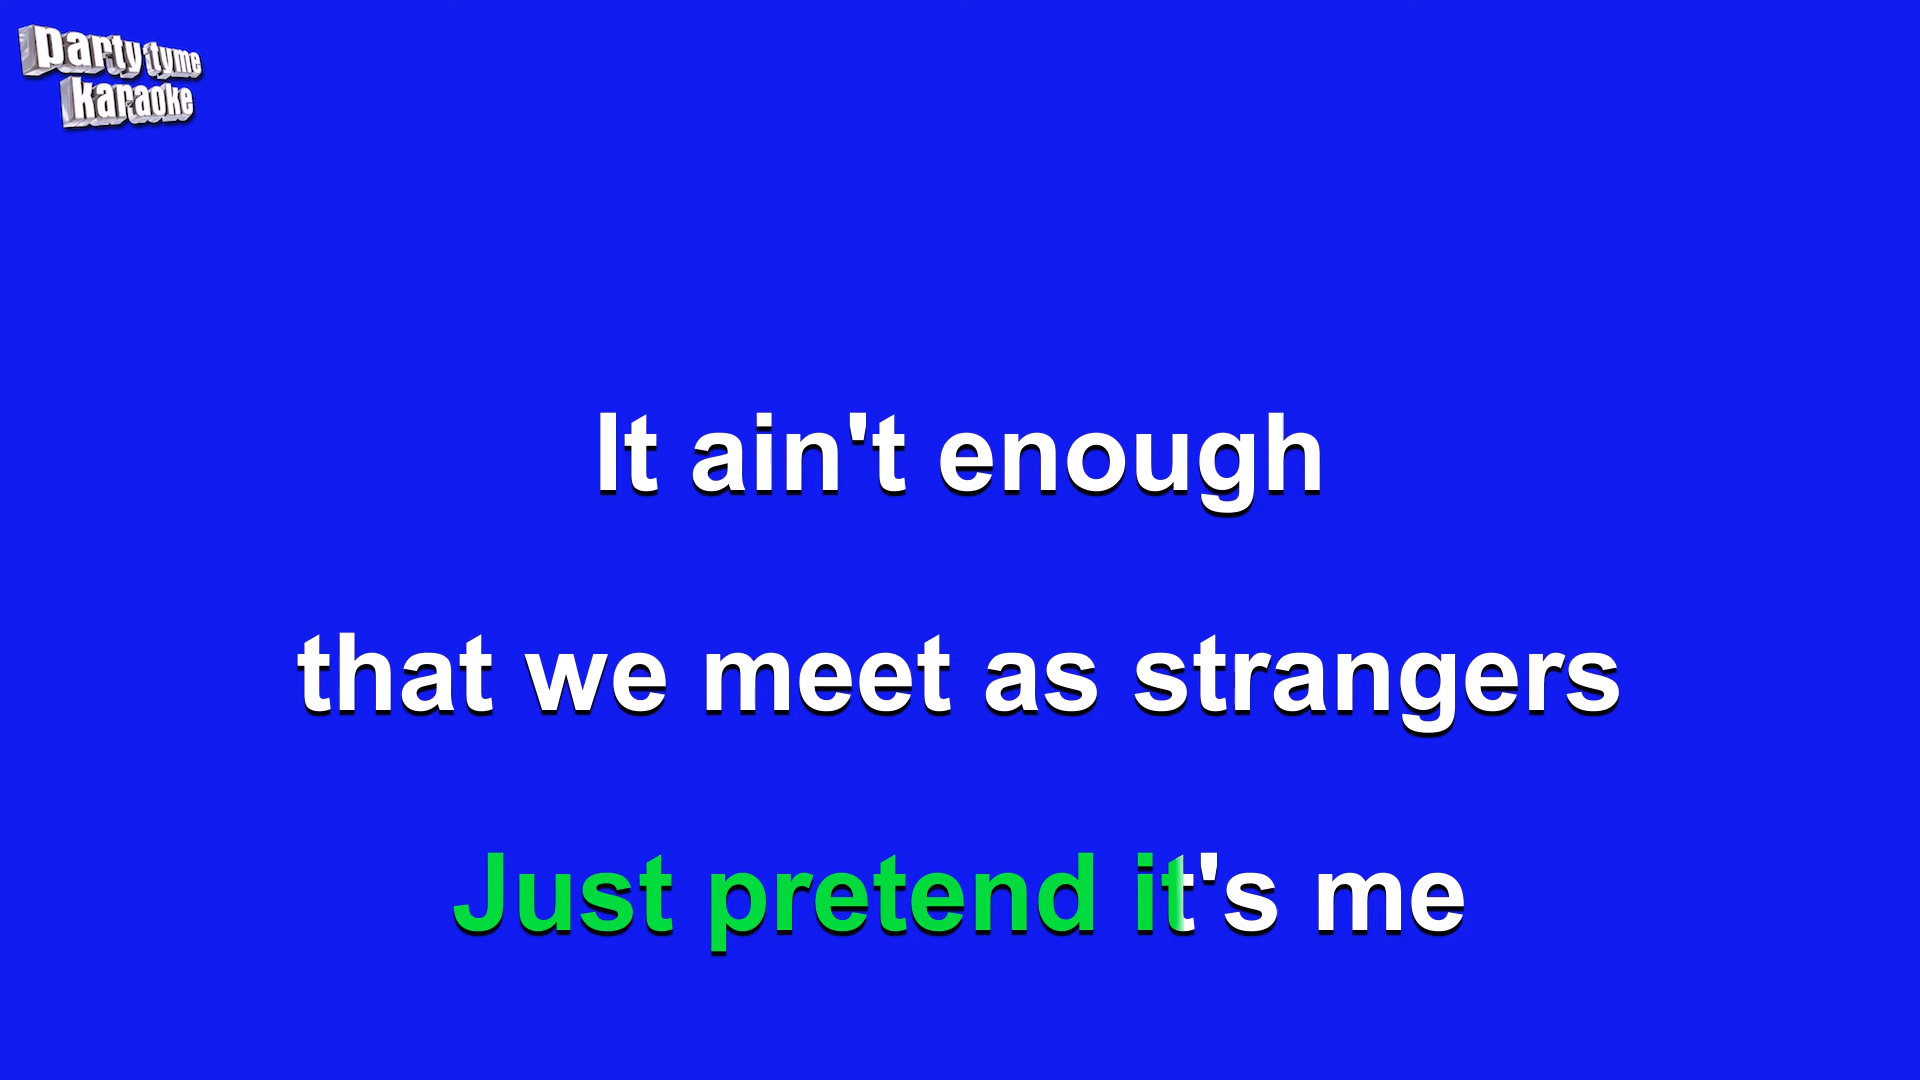 party tyme
karaoke
It ain't enough
that we meet as strangers
Just pretend it's me